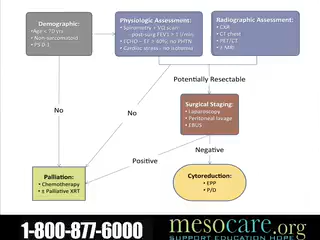 Demographic:
• Age < 70 yrs
• Non-sarcomatoid
• PS 0-1
Physiologic Assessment:
• Spirometry ± VQ scan:
- post-surg FEV1 > 1 l/min
• ECHO – EF > 40%; no PHTN
• Cardiac stress - no ischemia
Radiographic Assessment:
• CXR
• CT chest
• PET/CT
• ± MRI
Potentially Resectable
No
No
Surgical Staging:
• Laparoscopy
• Peritoneal lavage
• EBUS
Positive
Negative
Palliation:
• Chemotherapy
• ± Palliative XRT
Cytoreduction:
• EPP
• P/D
1-800-877-6000
mesocare.org
SUPPORT EDUCATION HOPE